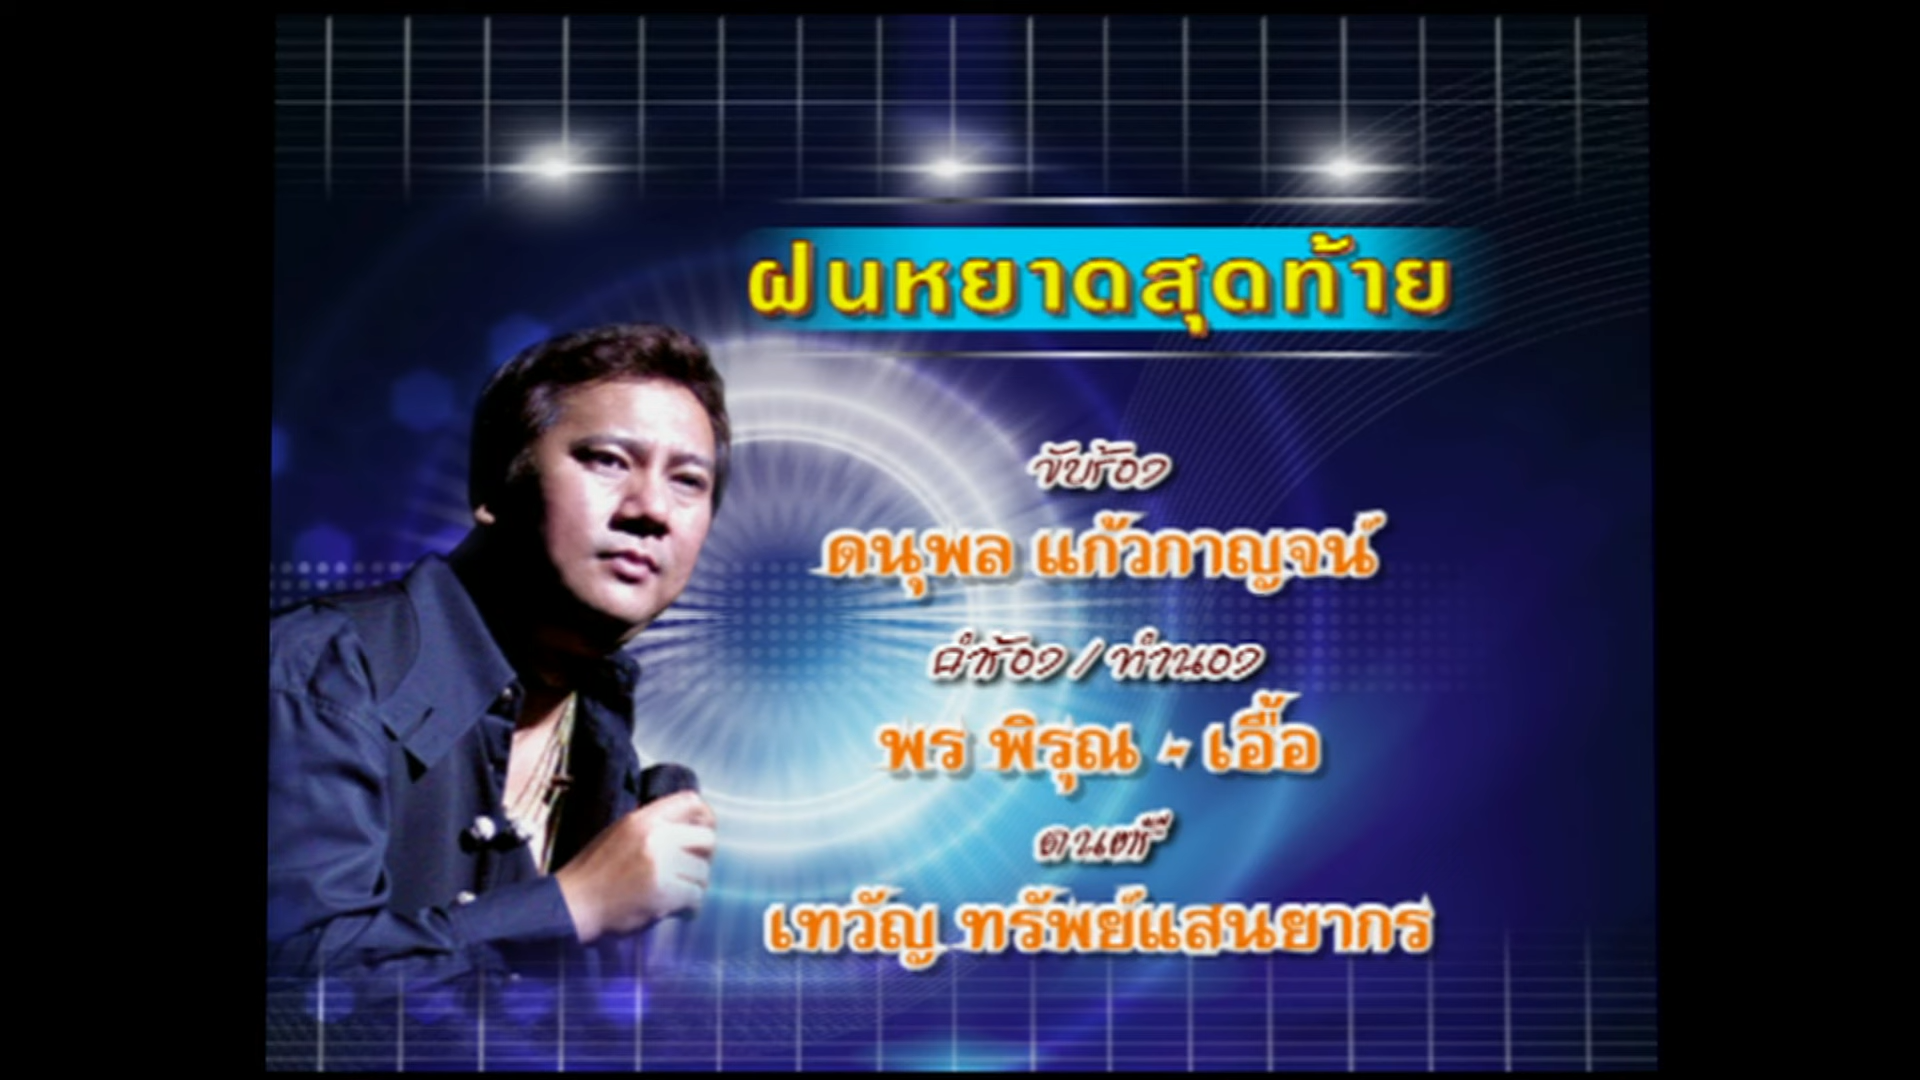 ฝนหยาดสุดท้าย
ขับร้อง
ดนุพล แก้วกาญจน์
คำร้อง / ทำนอง
พร พิรุณ - เอื้อ
ดนตรี
เทวัญ ทรัพย์แสนยากร